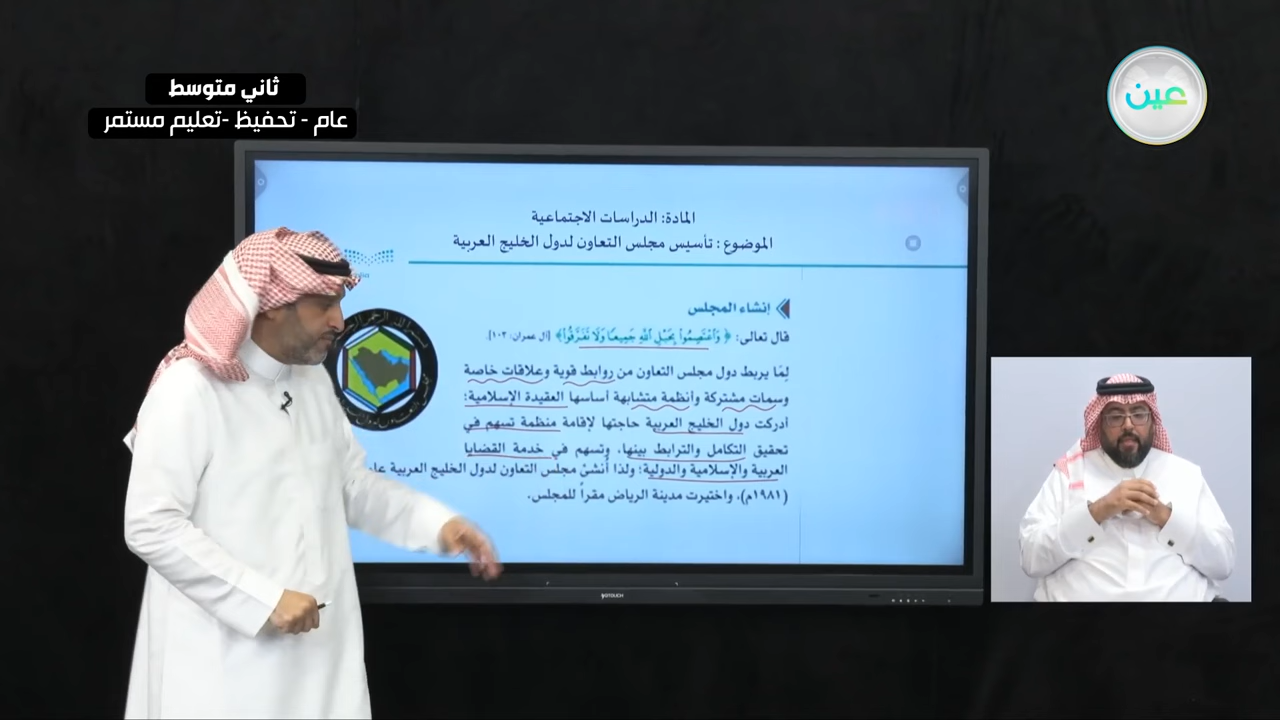 ثاني متوسط
عام - تحفيظ -تعليم مستمر
عين
المادة: الدراسات الاجتماعية
الموضوع : تأسيس مجلس التعاون لدول الخليج العربية
إنشاء المجلس
قال تعالى: ﴿ وَاعْتَصِمُوا بِحَبْلِ اللَّهِ جَمِيعًا وَلَا تَفَرَّقُوا﴾ [آل عمران: ١٠٣].
لِمَا يربط دول مجلس التعاون من روابط قوية وعلاقات خاصة
وسمات مشتركة وأنظمة متشابهة أساسها العقيدة الإسلامية؛
أدركت دول الخليج العربية حاجتها لإقامة منظمة تسهم في
تحقيق التكامل والترابط بينها، وتسهم في خدمة القضايا
العربية والإسلامية والدولية؛ ولذا أُنشئ مجلس التعاون لدول الخليج العربية عام
(١٩٨١م)، واختيرت مدينة الرياض مقراً للمجلس.